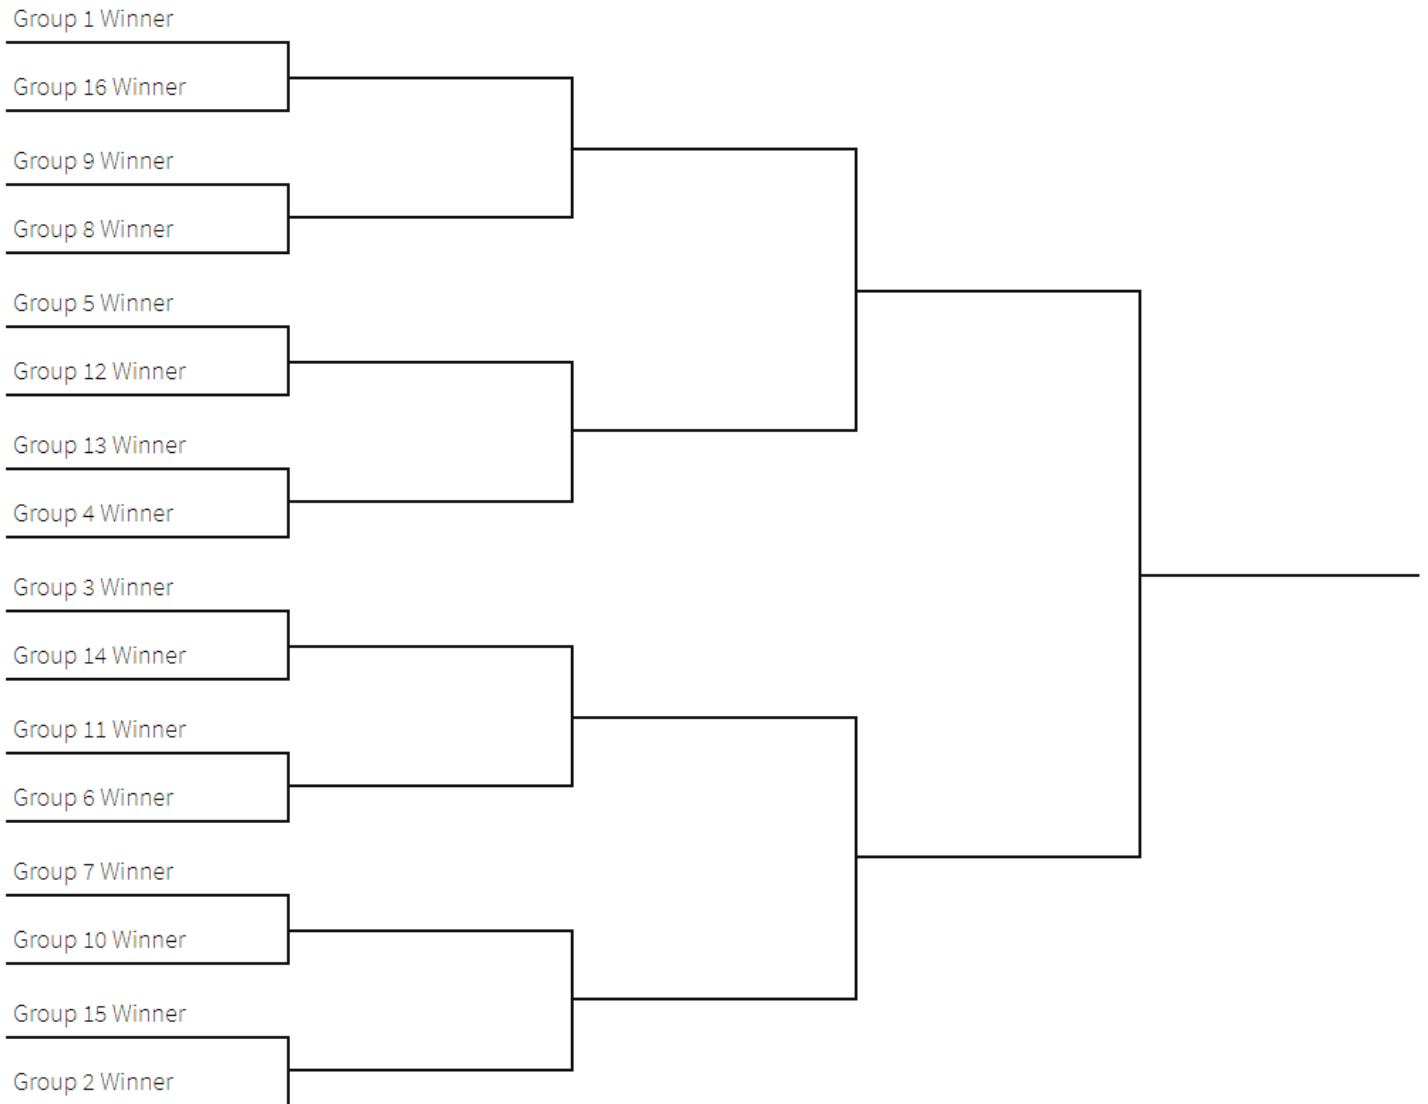 Group 1 Winner
Group 16 Winner
Group 9 Winner
Group 8 Winner
Group 5 Winner
Group 12 Winner
Group 13 Winner
Group 4 Winner
Group 3 Winner
Group 14 Winner
Group 11 Winner
Group 6 Winner
Group 7 Winner
Group 10 Winner
Group 15 Winner
Group 2 Winner